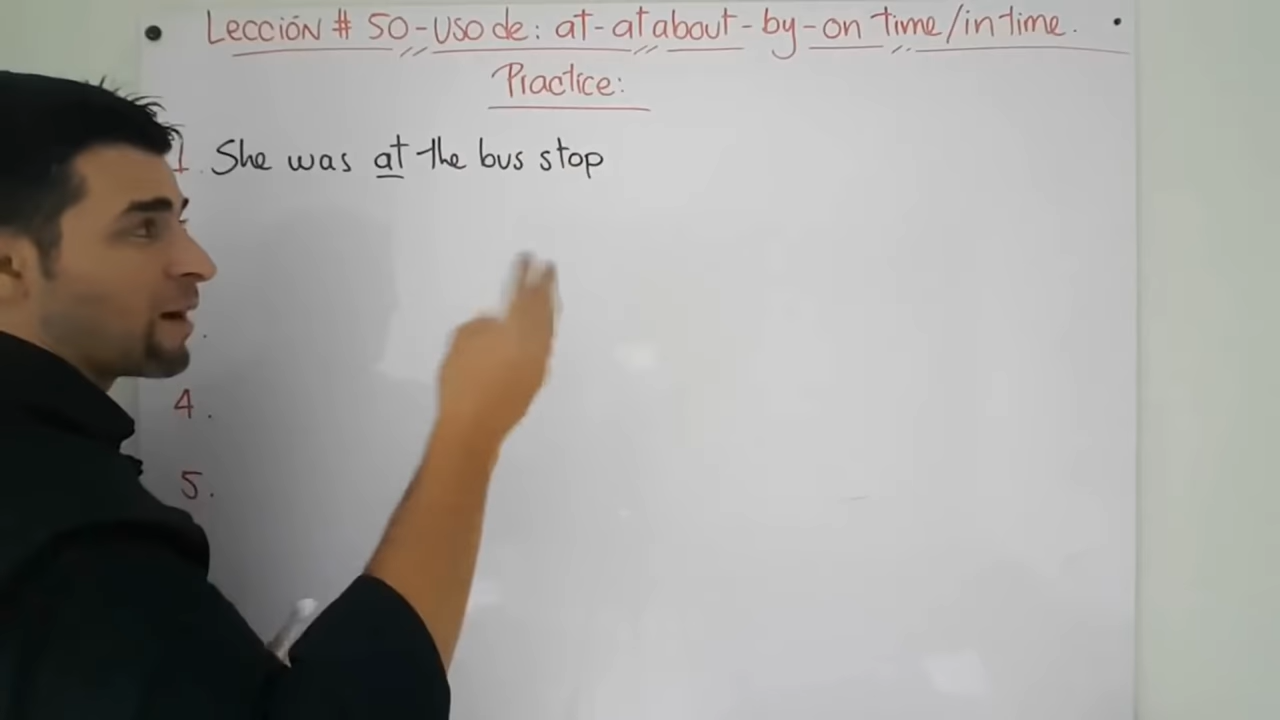 Lección # 50 - Uso de: at - at about - by - on time / in time.
Practice:
1. She was at the bus stop
4.
5.